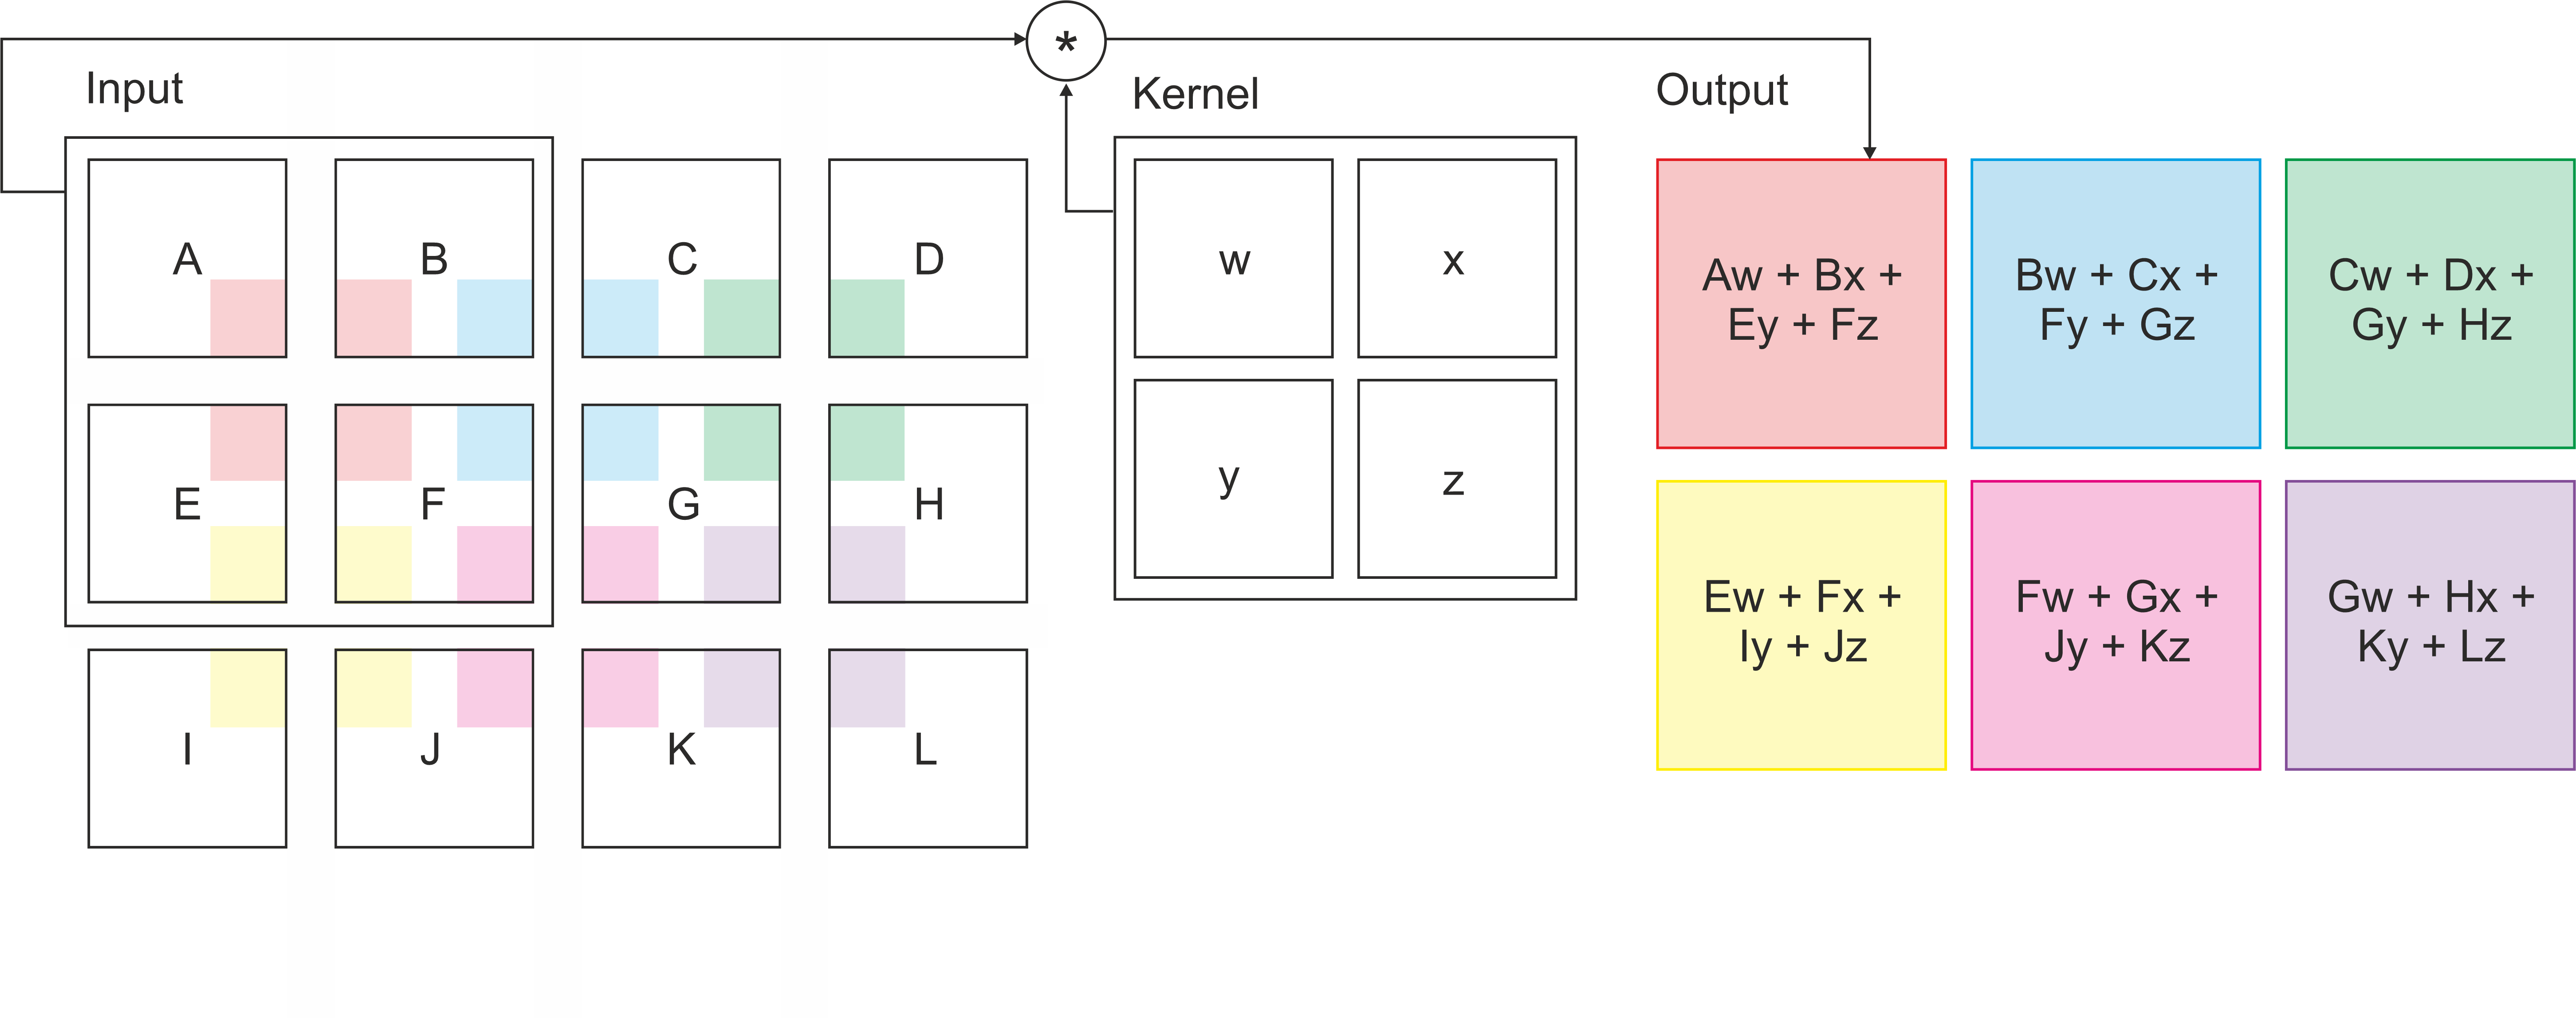 *
Input
Kernel
Output
A B C D
E F G H
I J K L
w x
y z
Aw + Bx +
Ey + Fz
Bw + Cx +
Fy + Gz
Cw + Dx +
Gy + Hz
Ew + Fx +
Iy + Jz
Fw + Gx +
Jy + Kz
Gw + Hx +
Ky + Lz